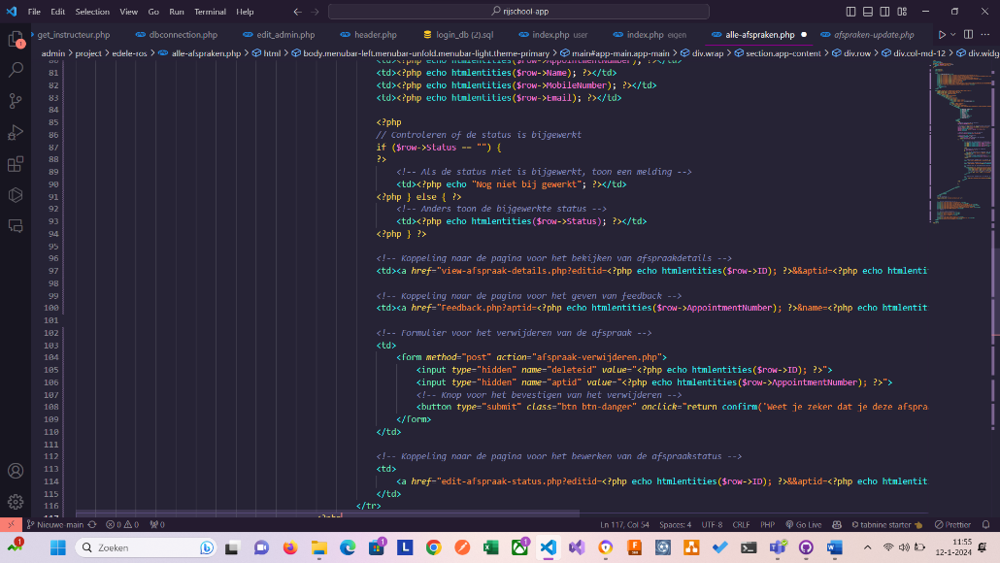 File Edit Selection View Go Run Terminal Help
rijschool-app
get_instructeur.php dbconnection.php edit_admin.php header.php login_db (2).sql index.php user index.php eigen alle-afspraken.php afspraken-update.php
admin > project > edele-ros > alle-afspraken.php > html > body.menubar-left.menubar-unfold.menubar-light.theme-primary > main#app-main.app-main > div.wrap > section.app-content > div.row > div.col-md-12 > div.widg
80 <td><?php echo htmlentities($row->AppointmentNumber); ?></td>
81 <td><?php echo htmlentities($row->Name); ?></td>
82 <td><?php echo htmlentities($row->MobileNumber); ?></td>
83 <td><?php echo htmlentities($row->Email); ?></td>
84
85 <?php
86 // Controleren of de status is bijgewerkt
87 if ($row->Status == "") {
88 ?>
89 <!-- Als de status niet is bijgewerkt, toon een melding -->
90 <td><?php echo "Nog niet bij gewerkt"; ?></td>
91 <?php } else { ?>
92 <!-- Anders toon de bijgewerkte status -->
93 <td><?php echo htmlentities($row->Status); ?></td>
94 <?php } ?>
95
96 <!-- Koppeling naar de pagina voor het bekijken van afspraakdetails -->
97 <td><a href="view-afspraak-details.php?editid=<?php echo htmlentities($row->ID); ?>&&aptid=<?php echo htmlenti
98
99 <!-- Koppeling naar de pagina voor het geven van feedback -->
100 <td><a href="Feedback.php?aptid=<?php echo htmlentities($row->AppointmentNumber); ?>&name=<?php echo htmlentit
101
102 <!-- Formulier voor het verwijderen van de afspraak -->
103 <td>
104 <form method="post" action="afspraak-verwijderen.php">
105 <input type="hidden" name="deleteid" value="<?php echo htmlentities($row->ID); ?>">
106 <input type="hidden" name="aptid" value="<?php echo htmlentities($row->AppointmentNumber); ?>">
107 <!-- Knop voor het bevestigen van het verwijderen -->
108 <button type="submit" class="btn btn-danger" onclick="return confirm('Weet je zeker dat je deze afspra
109 </form>
110 </td>
111
112 <!-- Koppeling naar de pagina voor het bewerken van de afspraakstatus -->
113 <td>
114 <a href="edit-afspraak-status.php?editid=<?php echo htmlentities($row->ID); ?>&&aptid=<?php echo htmlentit
115 </td>
116 </tr>
117 <?php
Nieuwe-main 0 0 0 Ln 117, Col 54 Spaces: 4 UTF-8 CRLF PHP Go Live tabnine starter Prettier
Zoeken
11:55
12-1-2024